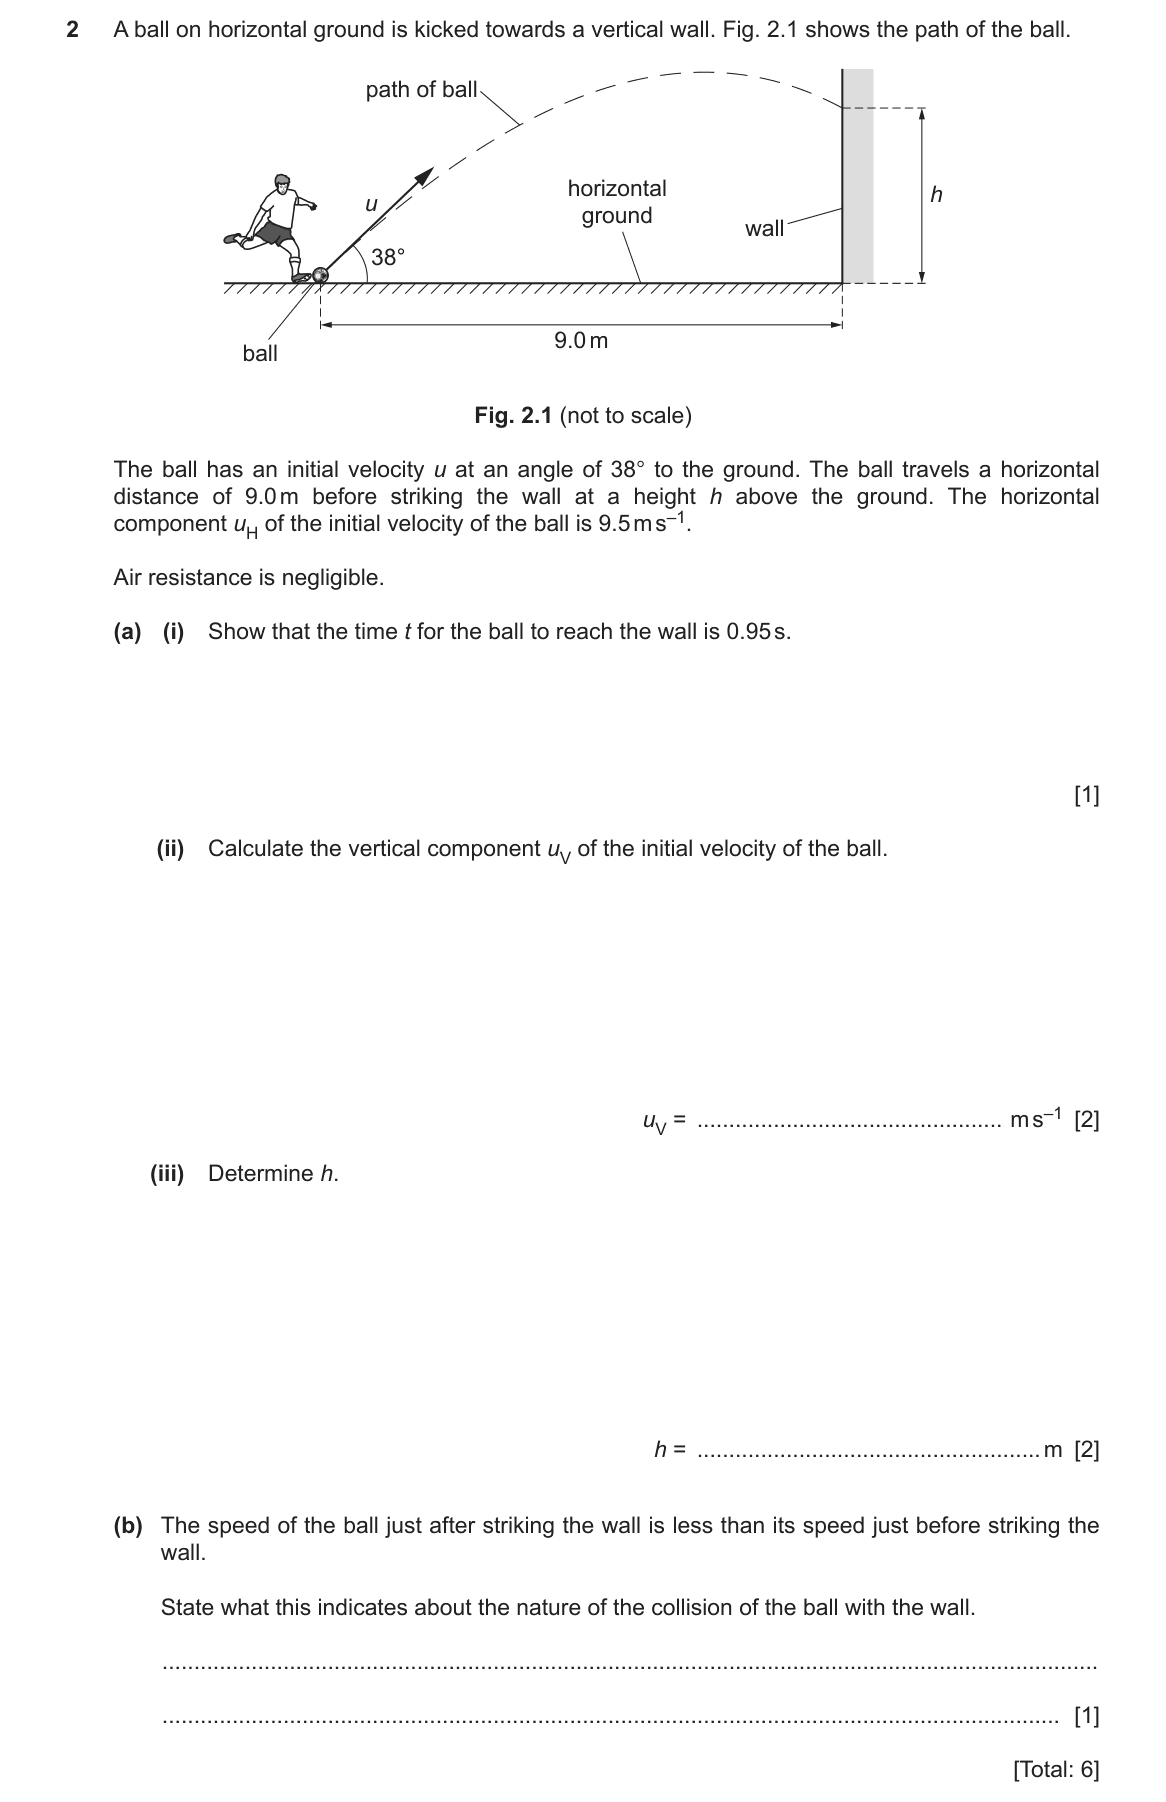 2 A ball on horizontal ground is kicked towards a vertical wall. Fig. 2.1 shows the path of the ball.
path of ball
u
38°
horizontal
ground
wall
h
9.0 m
ball
Fig. 2.1 (not to scale)
The ball has an initial velocity u at an angle of 38° to the ground. The ball travels a horizontal
distance of 9.0 m before striking the wall at a height h above the ground. The horizontal
component u_H of the initial velocity of the ball is 9.5 m s⁻¹.
Air resistance is negligible.
(a) (i) Show that the time t for the ball to reach the wall is 0.95 s.
[1]
(ii) Calculate the vertical component u_V of the initial velocity of the ball.
u_V = ................................................ m s⁻¹ [2]
(iii) Determine h.
h = ...................................................... m [2]
(b) The speed of the ball just after striking the wall is less than its speed just before striking the
wall.
State what this indicates about the nature of the collision of the ball with the wall.
...................................................................................................................................................
............................................................................................................................................. [1]
[Total: 6]